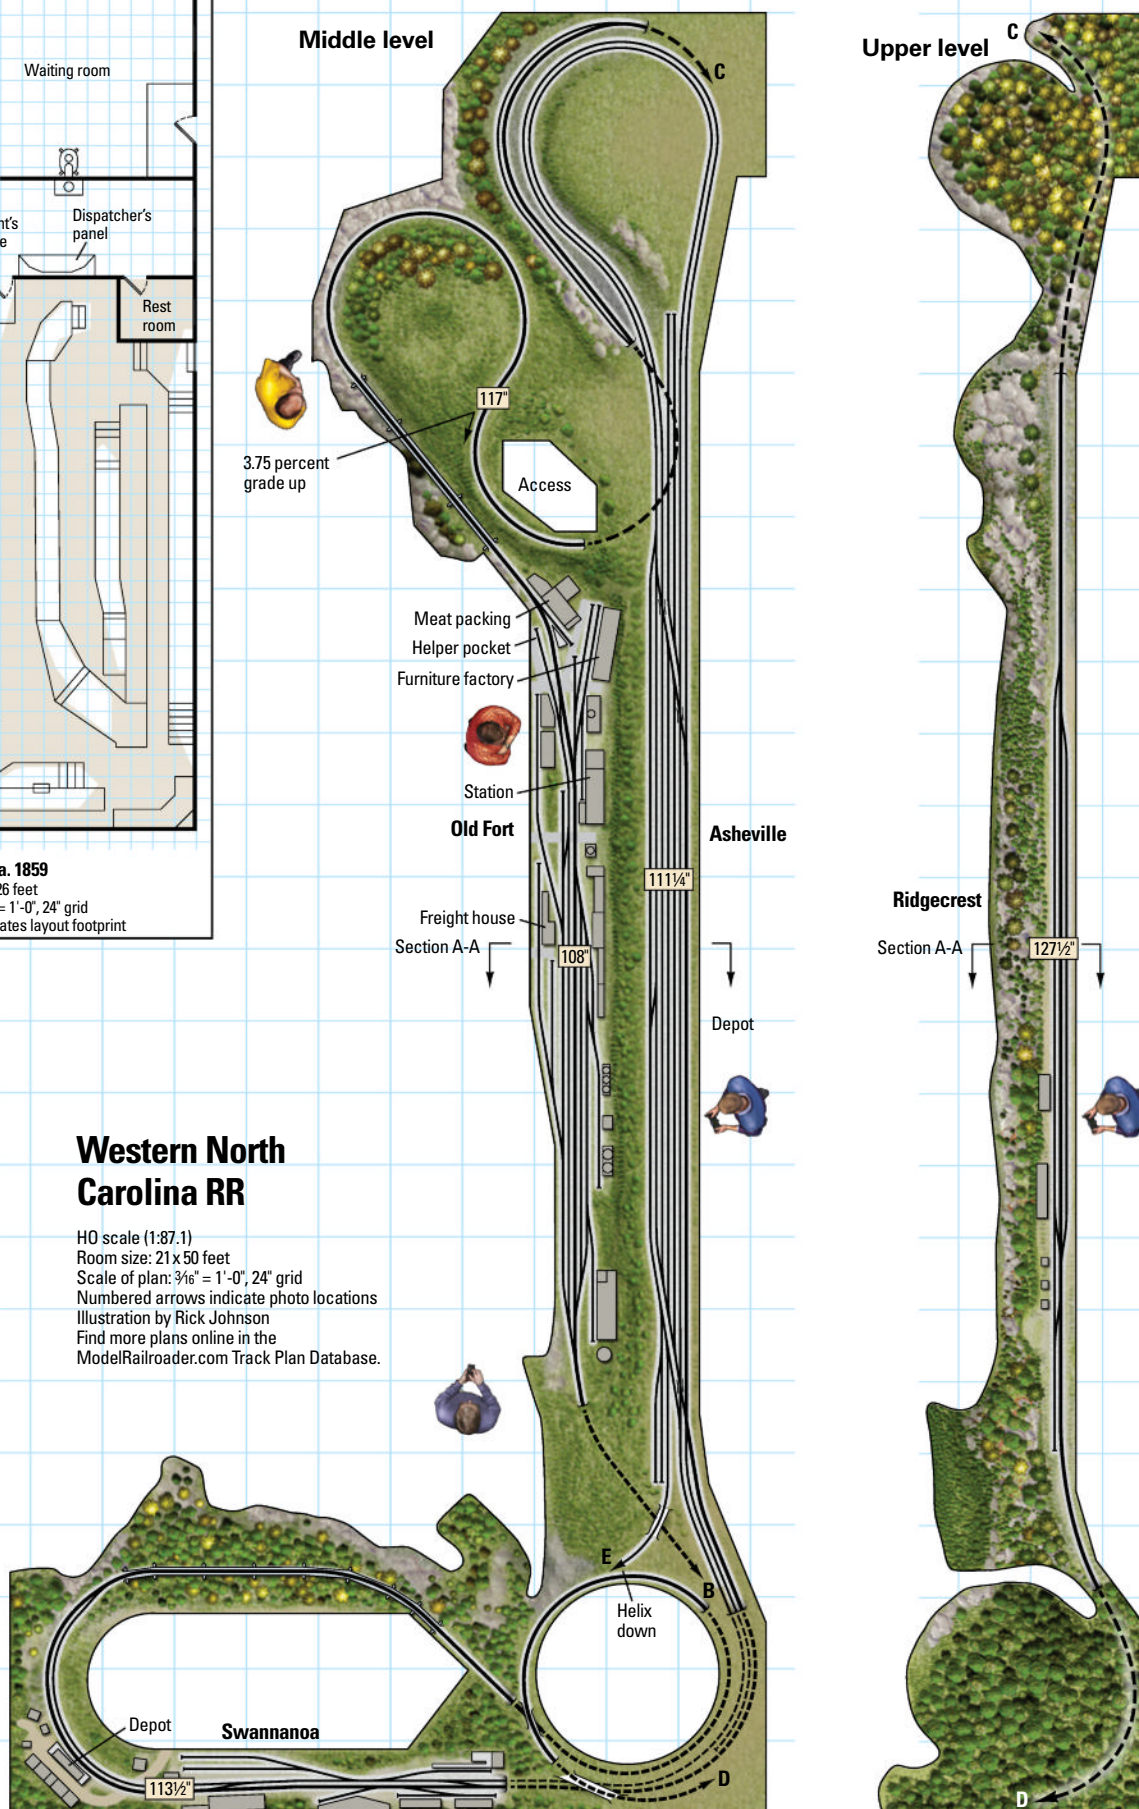 Middle level
Upper level
C
C
Waiting room
Dispatcher's
panel
Rest
room
117"
3.75 percent
grade up
Access
Meat packing
Helper pocket
Furniture factory
Station
Old Fort
Asheville
111¼"
Ridgecrest
a. 1859
26 feet
= 1'-0", 24" grid
ates layout footprint
Freight house
Section A-A
108"
Section A-A
127½"
Depot
Western North
Carolina RR
HO scale (1:87.1)
Room size: 21 x 50 feet
Scale of plan: 3⁄16" = 1'-0", 24" grid
Numbered arrows indicate photo locations
Illustration by Rick Johnson
Find more plans online in the
ModelRailroader.com Track Plan Database.
E
B
Helix
down
Depot
Swannanoa
113½"
D
D